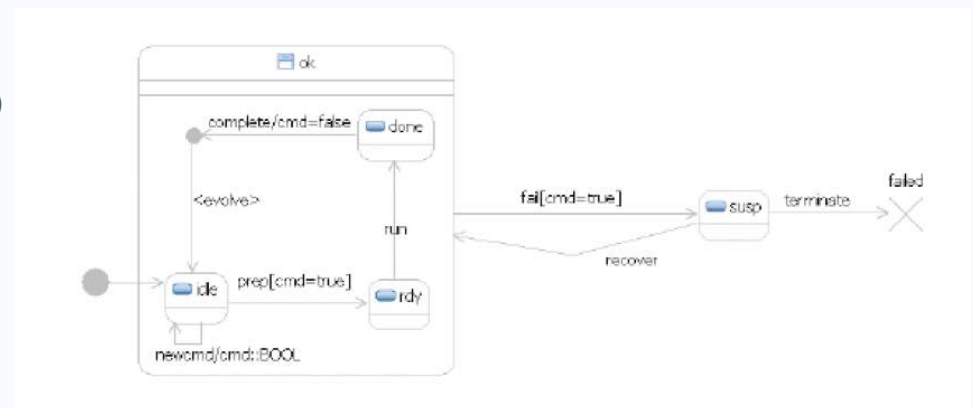 ok
complete/cmd=false
done
<evolve>
fail[cmd=true]
susp
terminate
failed
run
recover
idle
prep[cmd=true]
rdy
newcmd/cmd::BOOL